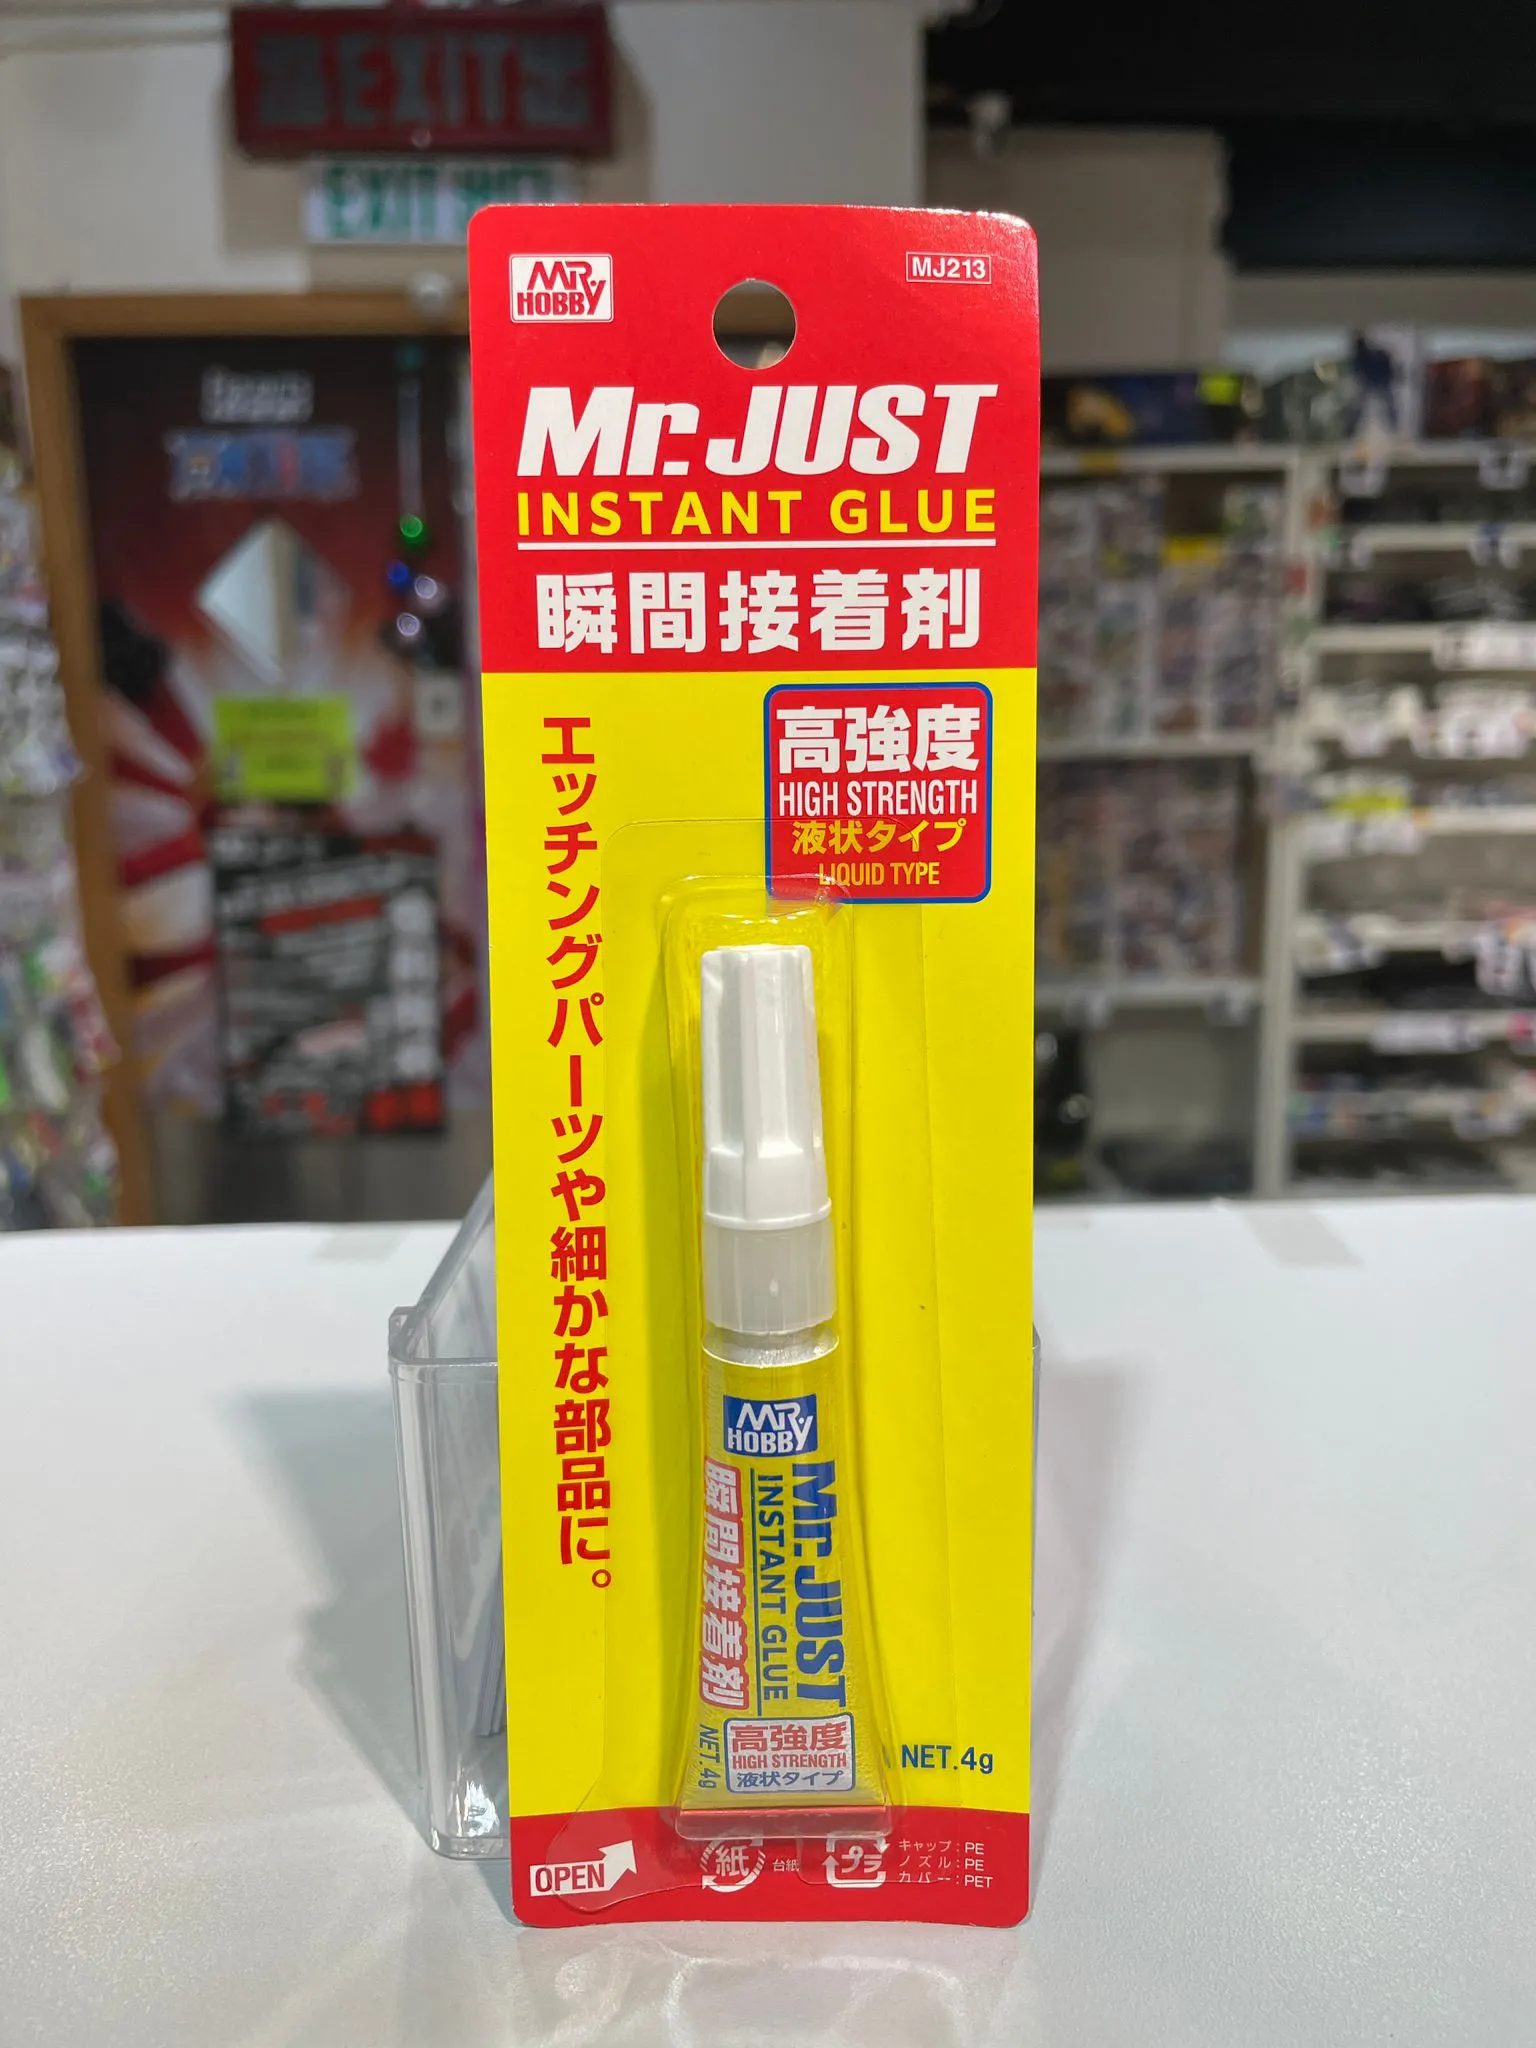 EXIT
EXIT
MR.
HOBBY
MJ213
Mr.JUST
INSTANT GLUE
瞬間接着剤
高強度
HIGH STRENGTH
液状タイプ
LIQUID TYPE
エッチングパーツや細かな部品に。
MR.
HOBBY
Mr.JUST
INSTANT GLUE
瞬間接着剤
高強度
HIGH STRENGTH
液状タイプ
NET.4g
NET.4g
OPEN
紙
台紙
プラ
キャップ : PE
ノズル : PE
カバー : PET